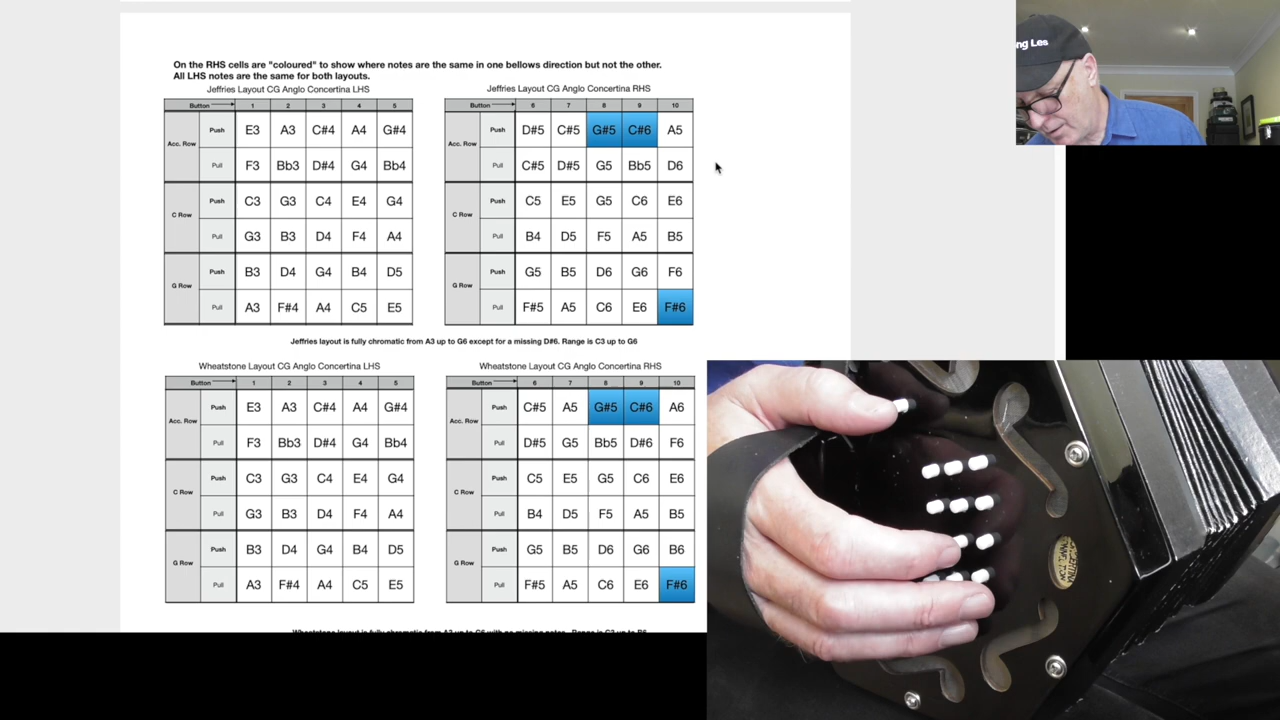 On the RHS cells are "coloured" to show where notes are the same in one bellows direction but not the other.
All LHS notes are the same for both layouts.
Jeffries Layout CG Anglo Concertina LHS
Button 1 2 3 4 5
Acc. Row
Push E3 A3 C#4 A4 G#4
Pull F3 Bb3 D#4 G4 Bb4
C Row
Push C3 G3 C4 E4 G4
Pull G3 B3 D4 F4 A4
G Row
Push B3 D4 G4 B4 D5
Pull A3 F#4 A4 C5 E5
Jeffries Layout CG Anglo Concertina RHS
Button 6 7 8 9 10
Acc. Row
Push D#5 C#5 G#5 C#6 A5
Pull C#5 D#5 G5 Bb5 D6
C Row
Push C5 E5 G5 C6 E6
Pull B4 D5 F5 A5 B5
G Row
Push G5 B5 D6 G6 F6
Pull F#5 A5 C6 E6 F#6
Jeffries layout is fully chromatic from A3 up to G6 except for a missing D#6. Range is C3 up to G6
Wheatstone Layout CG Anglo Concertina LHS
Button 1 2 3 4 5
Acc. Row
Push E3 A3 C#4 A4 G#4
Pull F3 Bb3 D#4 G4 Bb4
C Row
Push C3 G3 C4 E4 G4
Pull G3 B3 D4 F4 A4
G Row
Push B3 D4 G4 B4 D5
Pull A3 F#4 A4 C5 E5
Wheatstone Layout CG Anglo Concertina RHS
Button 6 7 8 9 10
Acc. Row
Push C#5 A5 G#5 C#6 A6
Pull D#5 G5 Bb5 D#6 F6
C Row
Push C5 E5 G5 C6 E6
Pull B4 D5 F5 A5 B5
G Row
Push G5 B5 D6 G6 B6
Pull F#5 A5 C6 E6 F#6
ng Les